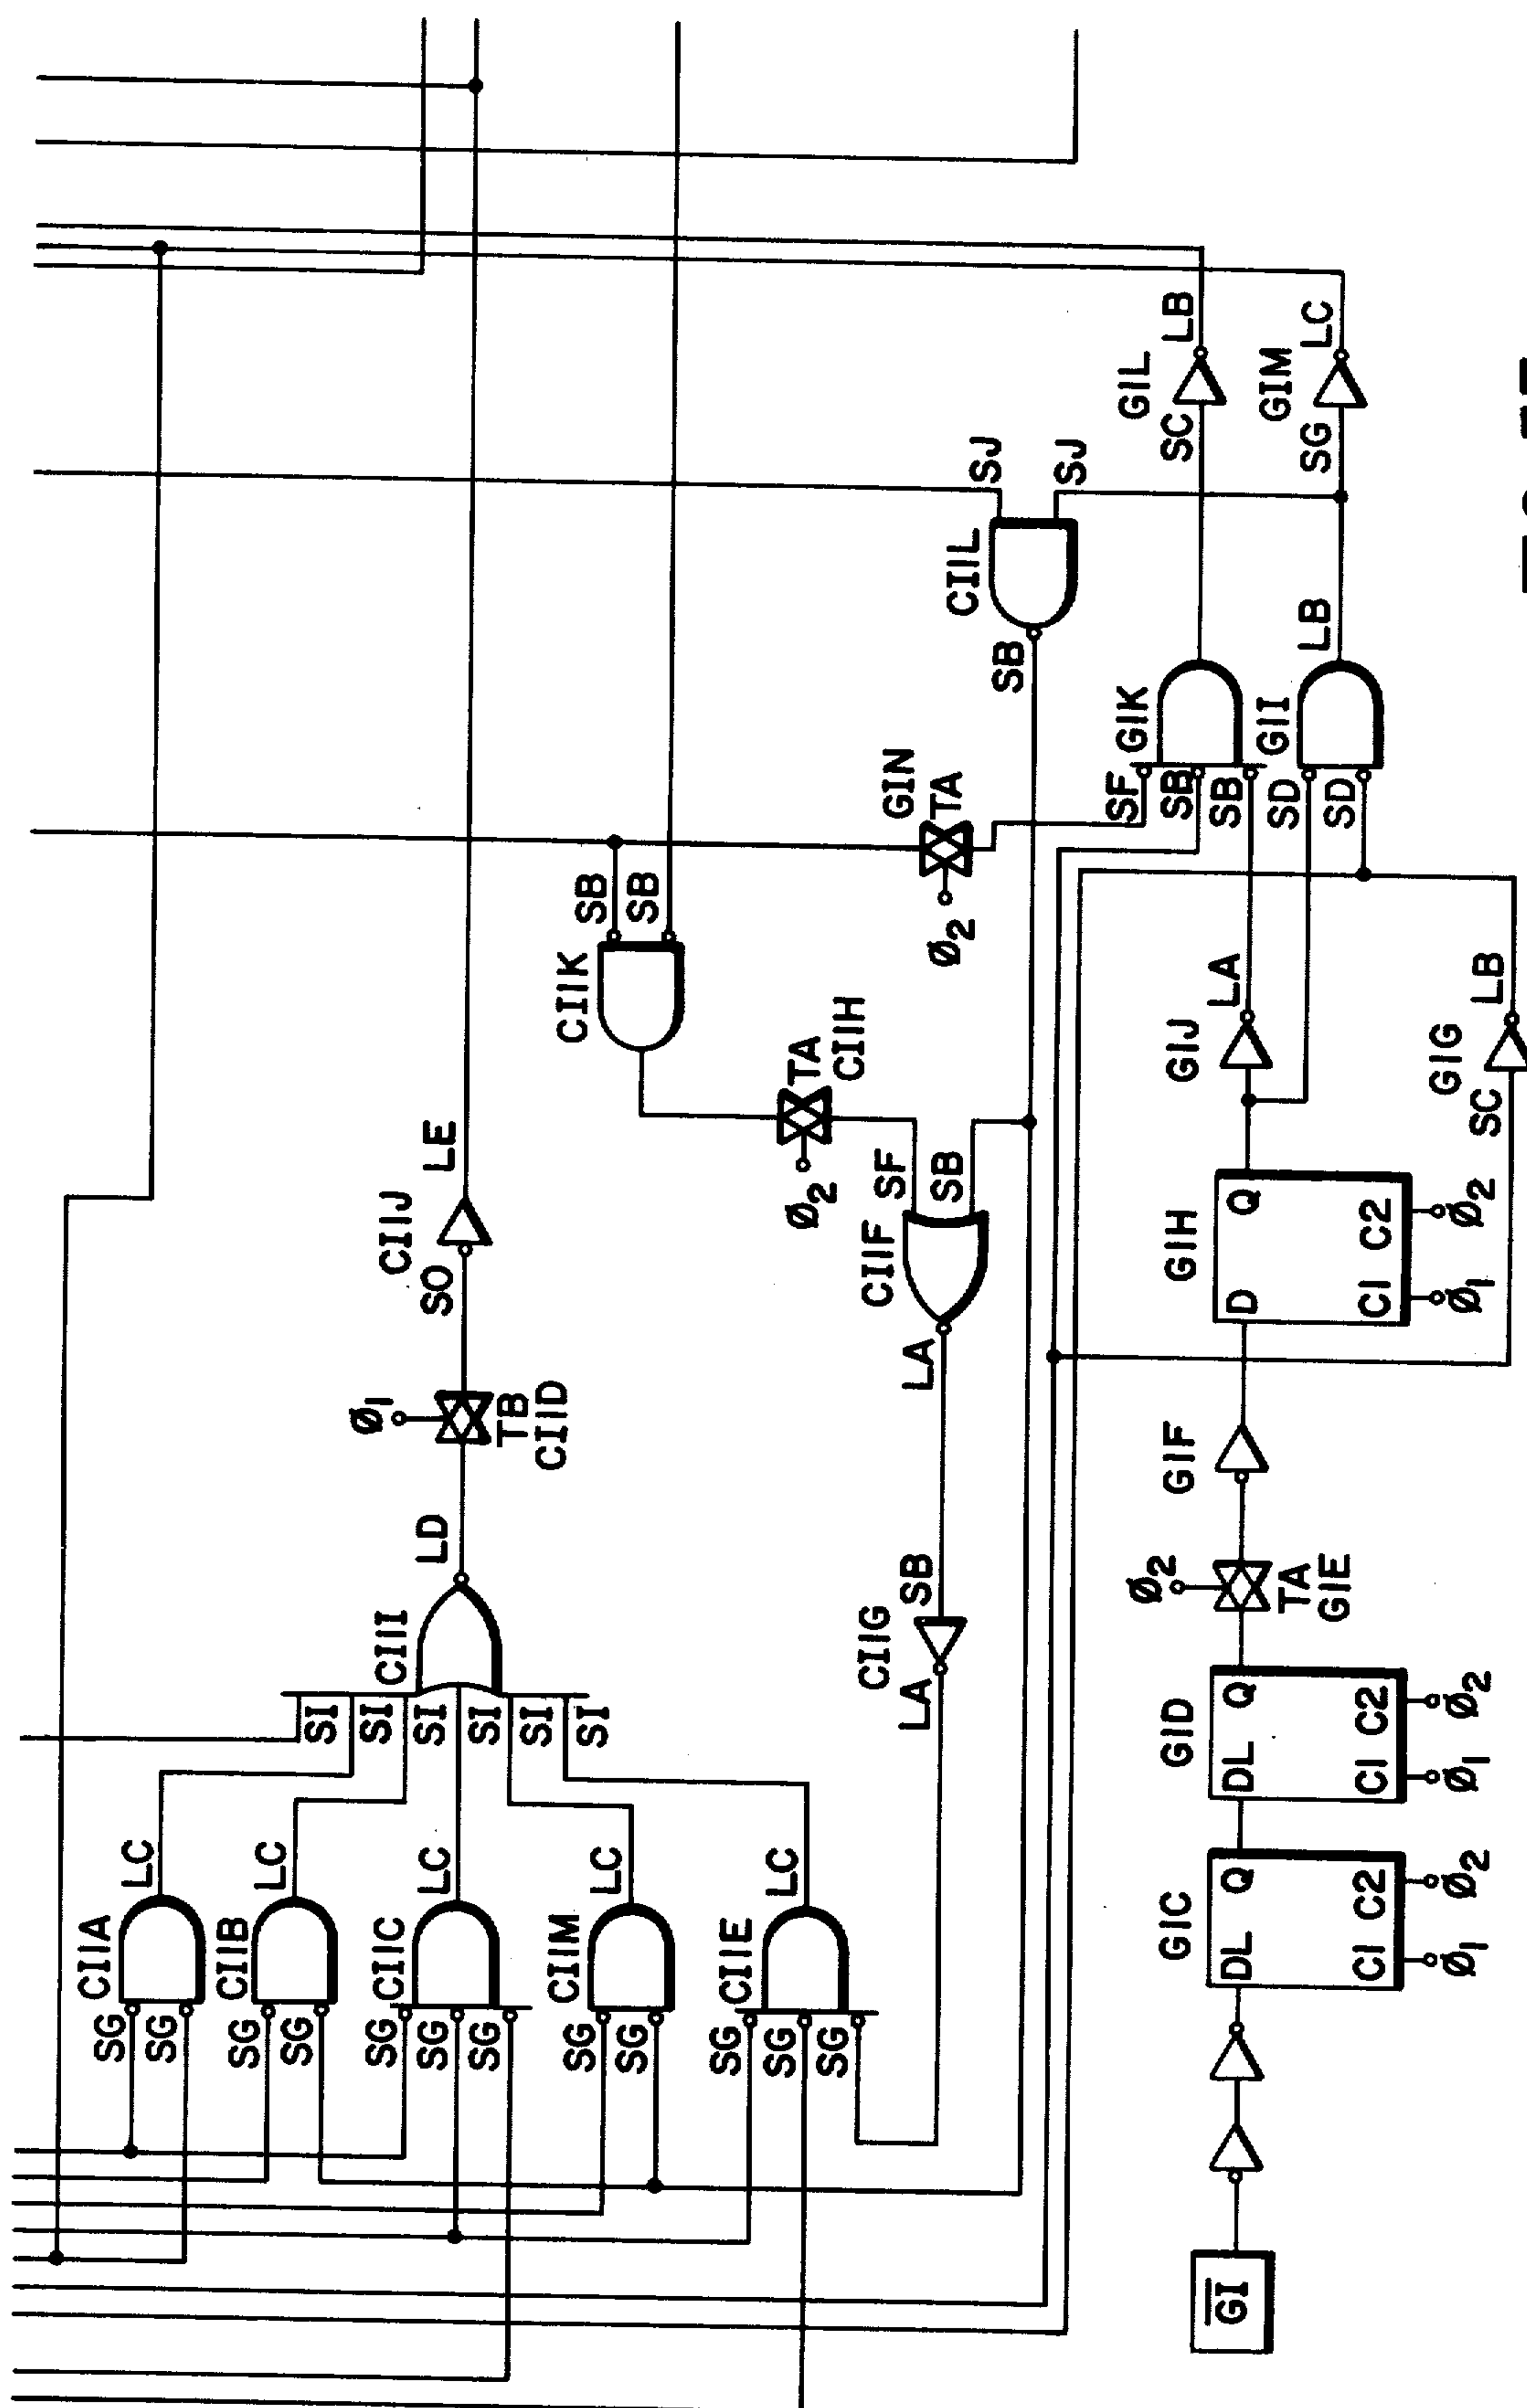 CIIA
SG
SG
LC
CIIB
SG
SG
LC
CIIC
SG
SG
SG
LC
CIIM
SG
SG
LC
CIIE
SG
SG
SG
LC
CIII
SI
SI
SI
SI
SI
SI
LD
Ø1
TB
CIID
CIIJ
SO
LE
CIIK
SB
SB
Ø2
TA
CIIH
CIIF
SF
SB
LA
CIIG
SB
LA
CIIL
SJ
SJ
SB
GIN
TA
Ø2
GIK
SF
SB
SB
GIL
SC
LB
GII
SD
SD
LB
GIM
SG
LC
GI
GIC
DL
Q
CI
C2
Ø1
Ø2
GID
DL
Q
CI
C2
Ø1
Ø2
Ø2
TA
GIE
GIF
GIH
D
Q
CI
C2
Ø1
Ø2
GIJ
LA
GIG
SC
LB